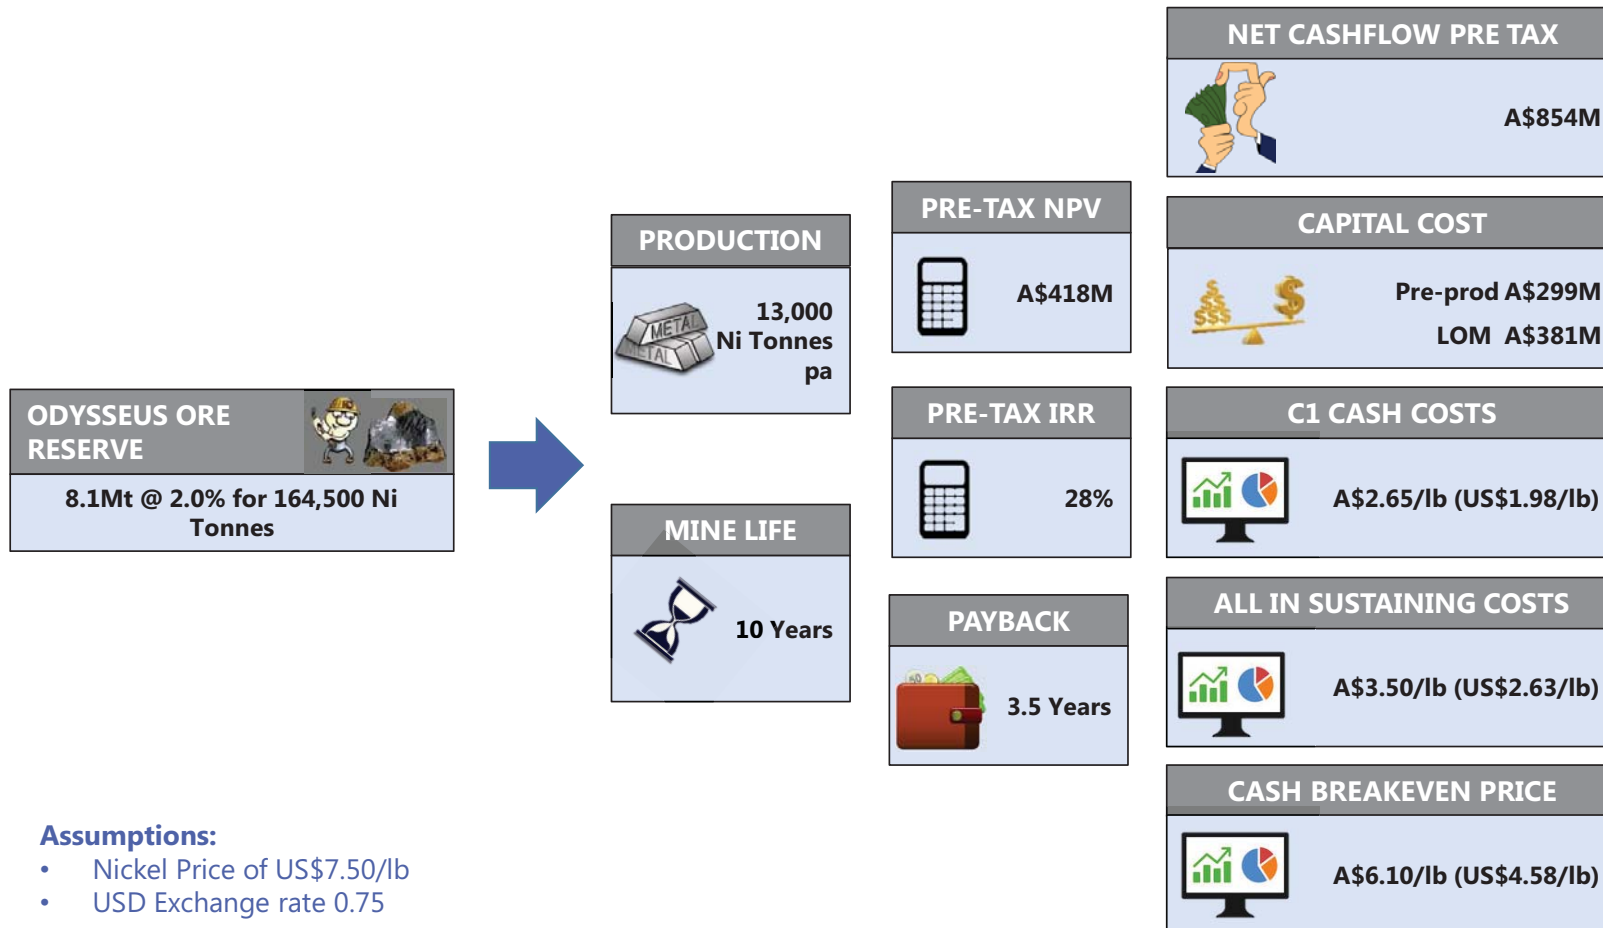 ODYSSEUS ORE
RESERVE
8.1Mt @ 2.0% for 164,500 Ni
Tonnes
PRODUCTION
METAL
METAL
13,000
Ni Tonnes
pa
MINE LIFE
10 Years
PRE-TAX NPV
A$418M
PRE-TAX IRR
28%
PAYBACK
50
3.5 Years
NET CASHFLOW PRE TAX
A$854M
CAPITAL COST
Pre-prod A$299M
LOM A$381M
C1 CASH COSTS
A$2.65/lb (US$1.98/lb)
ALL IN SUSTAINING COSTS
A$3.50/lb (US$2.63/lb)
CASH BREAKEVEN PRICE
A$6.10/lb (US$4.58/lb)
Assumptions:
• Nickel Price of US$7.50/lb
• USD Exchange rate 0.75